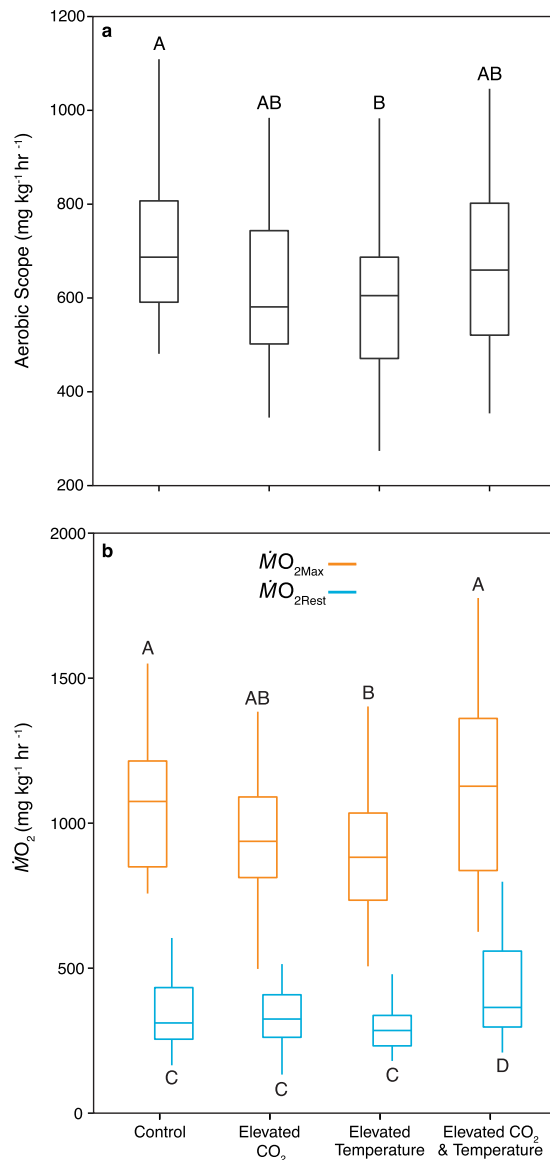 1200
a
A
AB
B
AB
1000
800
600
400
200
Aerobic Scope (mg kg⁻¹ hr ⁻¹)
2000
b
ṀO₂Max
ṀO₂Rest
A
A
AB
B
1500
1000
500
0
ṀO₂ (mg kg⁻¹ hr ⁻¹)
C
C
C
D
Control
Elevated
CO₂
Elevated
Temperature
Elevated CO₂
& Temperature